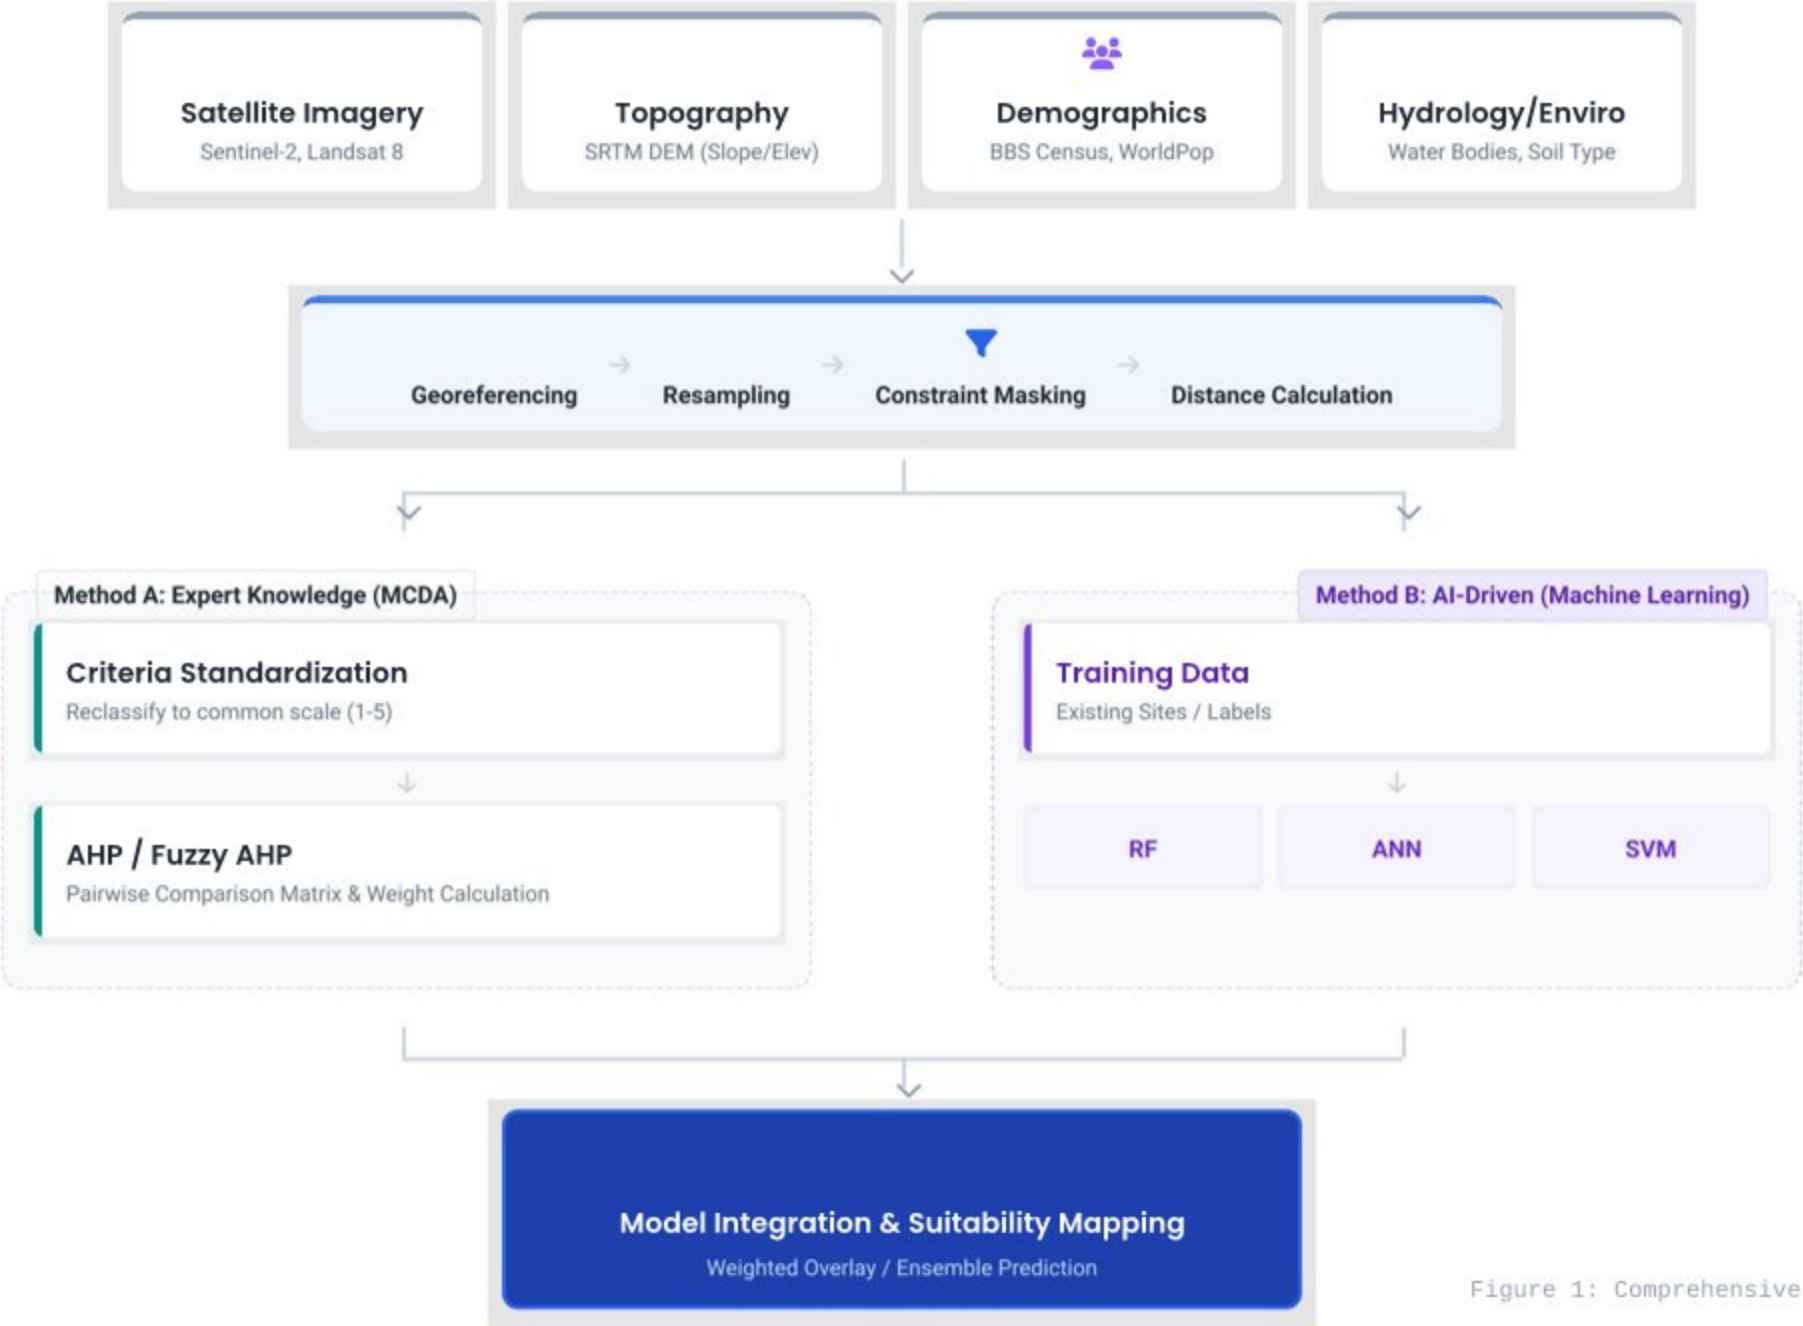 Satellite Imagery
Sentinel-2, Landsat 8
Topography
SRTM DEM (Slope/Elev)
Demographics
BBS Census, WorldPop
Hydrology/Enviro
Water Bodies, Soil Type
Georeferencing
Resampling
Constraint Masking
Distance Calculation
Method A: Expert Knowledge (MCDA)
Criteria Standardization
Reclassify to common scale (1-5)
AHP / Fuzzy AHP
Pairwise Comparison Matrix & Weight Calculation
Method B: AI-Driven (Machine Learning)
Training Data
Existing Sites / Labels
RF
ANN
SVM
Model Integration & Suitability Mapping
Weighted Overlay / Ensemble Prediction
Figure 1: Comprehensive